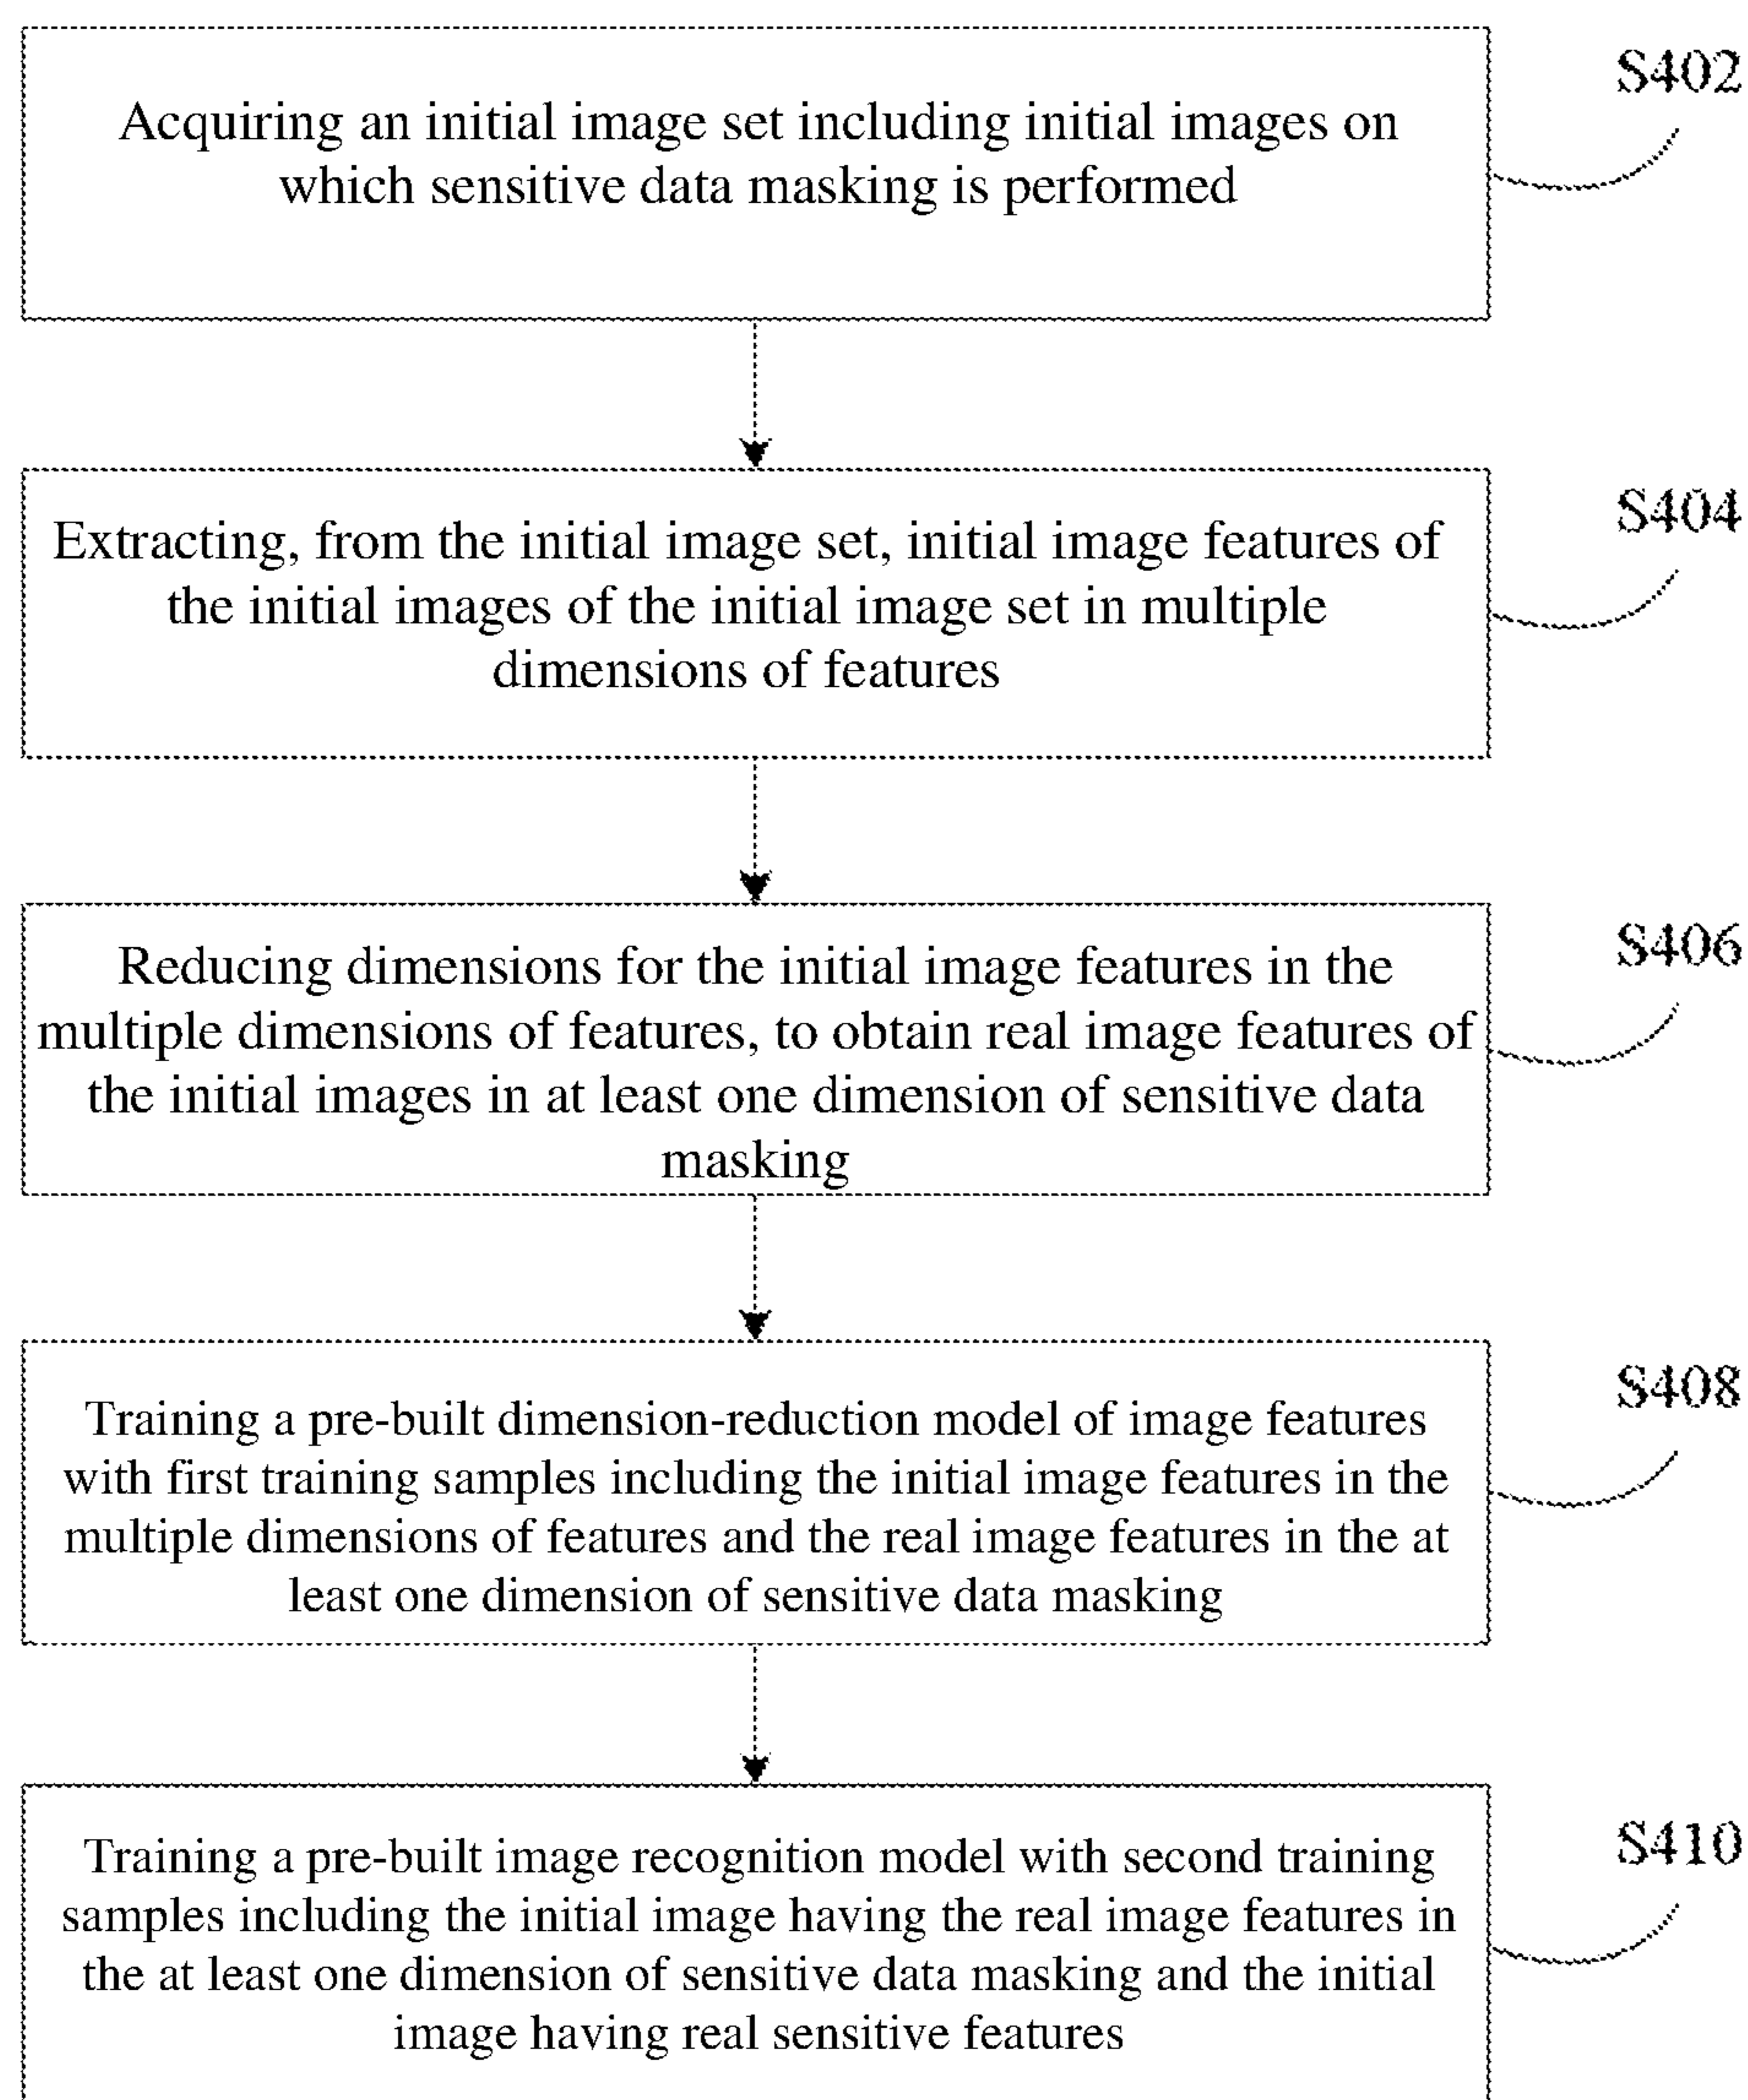 S402
Acquiring an initial image set including initial images on
which sensitive data masking is performed
S404
Extracting, from the initial image set, initial image features of
the initial images of the initial image set in multiple
dimensions of features
S406
Reducing dimensions for the initial image features in the
multiple dimensions of features, to obtain real image features of
the initial images in at least one dimension of sensitive data
masking
S408
Training a pre-built dimension-reduction model of image features
with first training samples including the initial image features in the
multiple dimensions of features and the real image features in the at
least one dimension of sensitive data masking
S410
Training a pre-built image recognition model with second training
samples including the initial image having the real image features in
the at least one dimension of sensitive data masking and the initial
image having real sensitive features